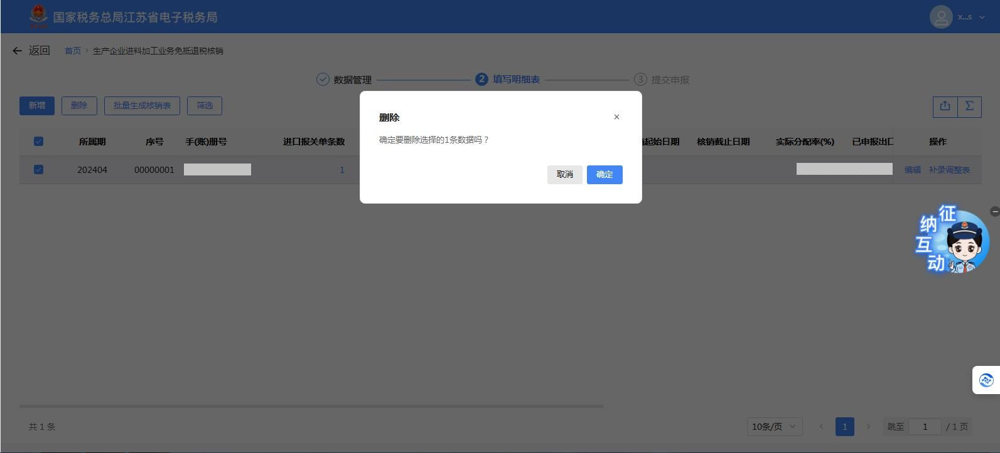 国家税务总局江苏省电子税务局
x...s
返回 首页 › 生产企业进料加工业务免抵退税核销
数据管理 2 填写明细表 3 提交申报
新增 删除 批量生成核销表 筛选
删除 ×
确定要删除选择的1条数据吗？
取消 确定
所属期 序号 手(账)册号 进口报关单条数 起始日期 核销截止日期 实际分配率(%) 已申报出口 操作
202404 00000001 1 编辑 补录调整表
征
纳
互
动
共 1 条 10条/页 1 跳至 1 / 1 页